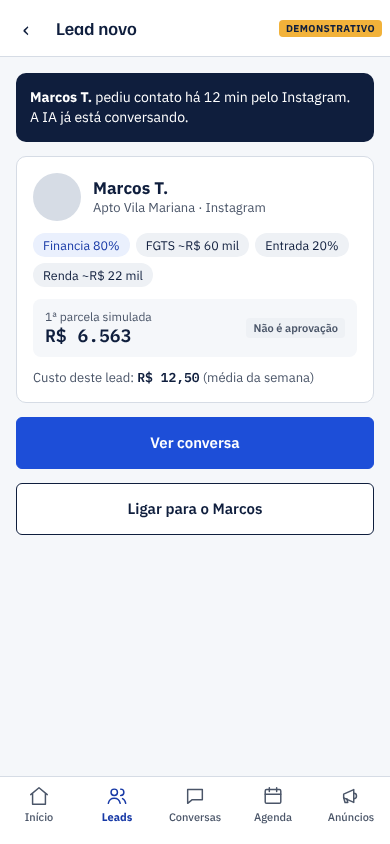 Lead novo
DEMONSTRATIVO
Marcos T. pediu contato há 12 min pelo Instagram.
A IA já está conversando.
Marcos T.
Apto Vila Mariana · Instagram
Financia 80%
FGTS ~R$ 60 mil
Entrada 20%
Renda ~R$ 22 mil
1ª parcela simulada
R$ 6.563
Não é aprovação
Custo deste lead: R$ 12,50 (média da semana)
Ver conversa
Ligar para o Marcos
Início
Leads
Conversas
Agenda
Anúncios